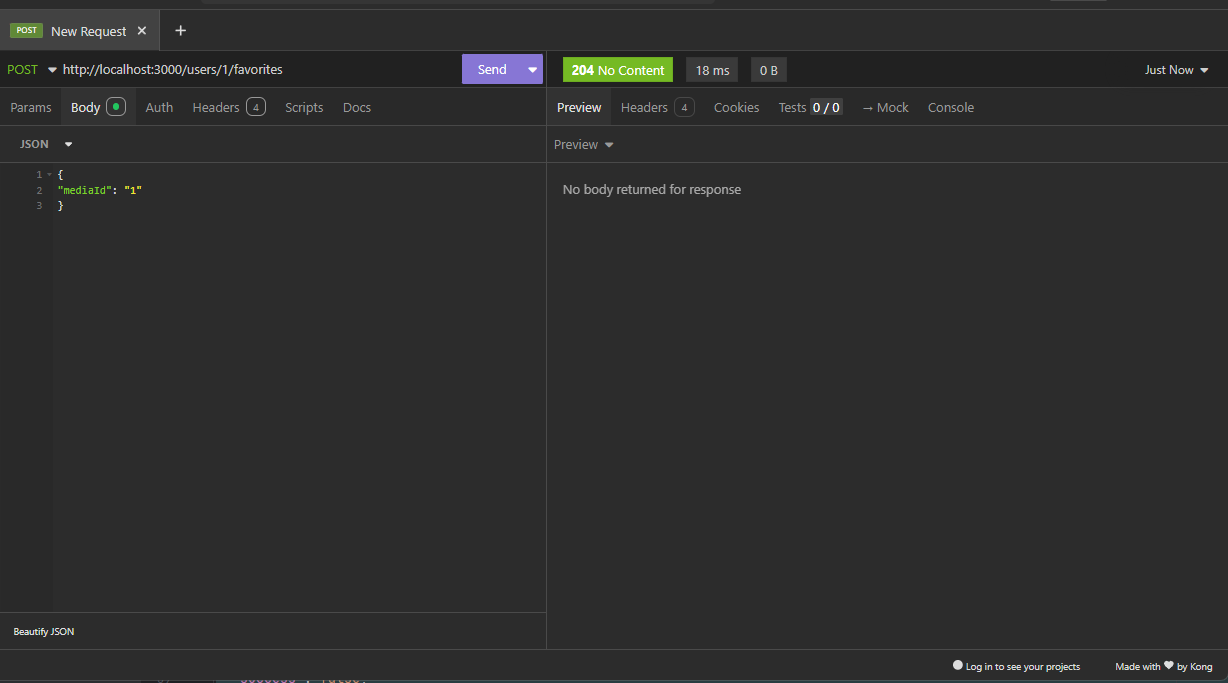 POST New Request ×
+
POST http://localhost:3000/users/1/favorites Send
204 No Content 18 ms 0 B Just Now
Params Body Auth Headers 4 Scripts Docs
Preview Headers 4 Cookies Tests 0 / 0 → Mock Console
JSON
Preview
1 {
2 "mediaId": "1"
3 }
No body returned for response
Beautify JSON
Log in to see your projects Made with ❤ by Kong